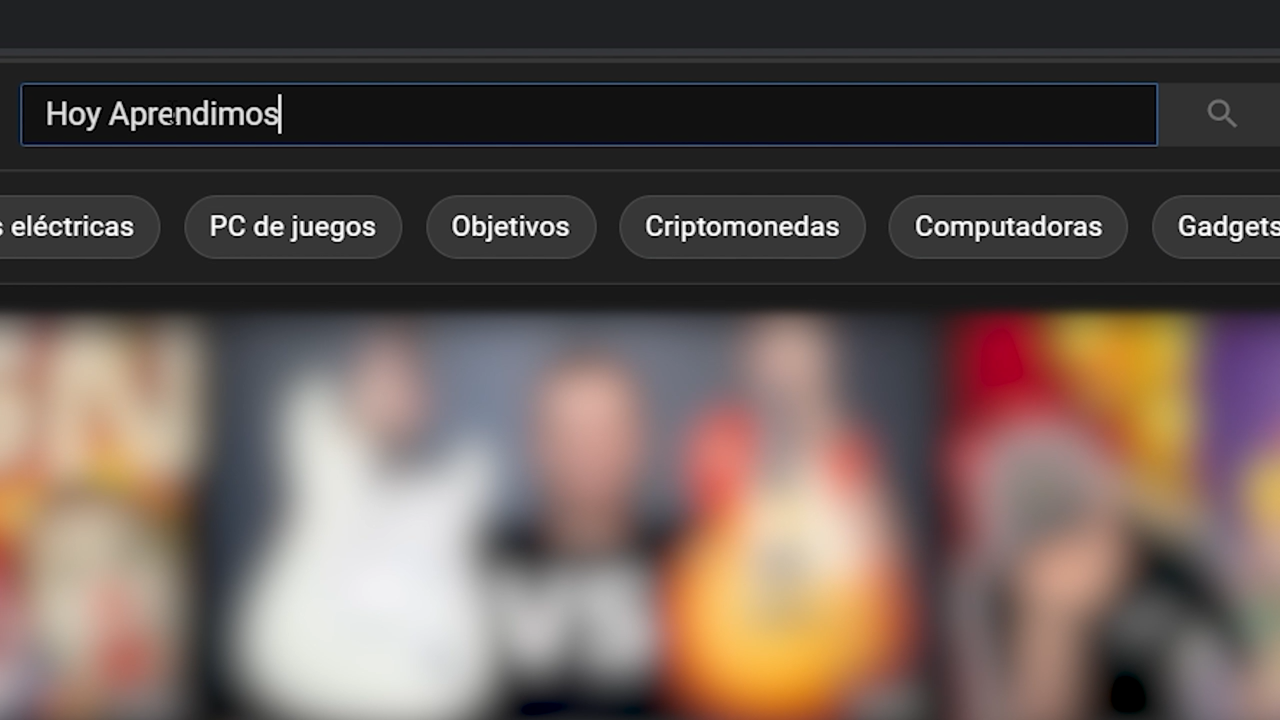 Hoy Aprendimos
s eléctricas PC de juegos Objetivos Criptomonedas Computadoras Gadgets